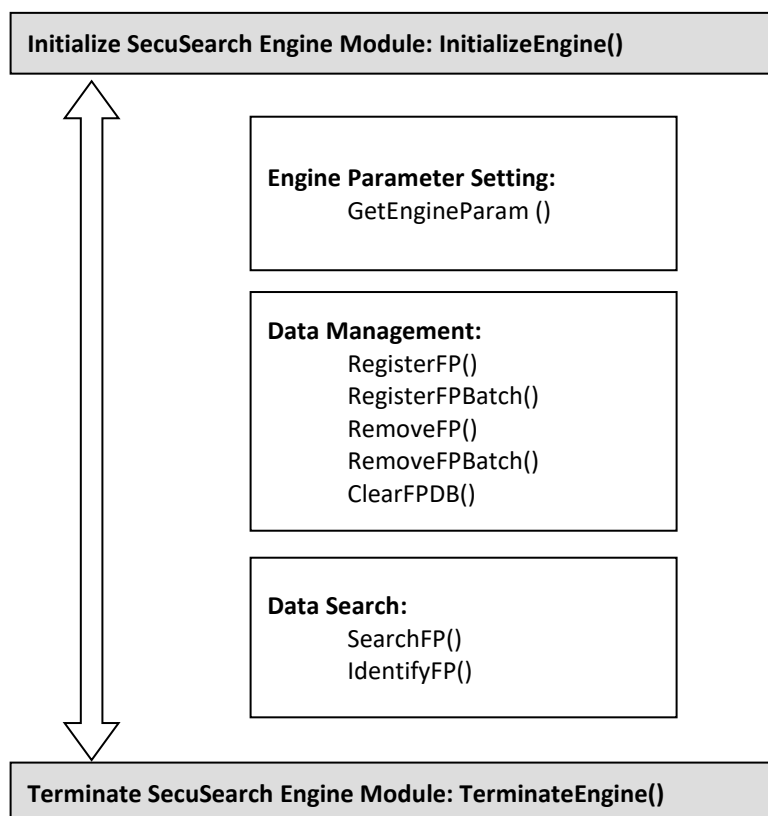 Initialize SecuSearch Engine Module: InitializeEngine()
Engine Parameter Setting:
GetEngineParam ()
Data Management:
RegisterFP()
RegisterFPBatch()
RemoveFP()
RemoveFPBatch()
ClearFPDB()
Data Search:
SearchFP()
IdentifyFP()
Terminate SecuSearch Engine Module: TerminateEngine()